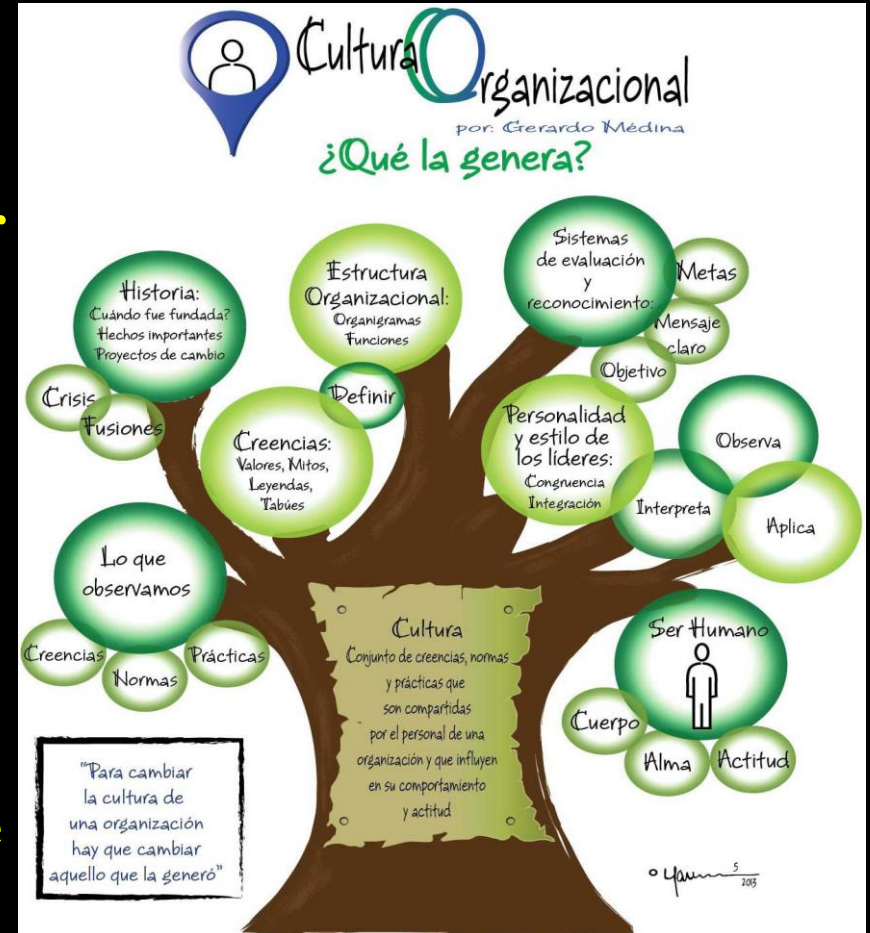 Cultura
Organizacional
por: Gerardo Médina
¿Qué la genera?
Historia:
Cuándo fue fundada?
Hechos importantes
Proyectos de cambio
Crisis
Fusiones
Estructura
Organizacional:
Organigramas
Funciones
Definir
Sistemas
de evaluación
y
reconocimiento:
Metas
Mensaje
claro
Objetivo
Creencias:
Valores, Mitos,
Leyendas,
Tabúes
Personalidad
y estilo de
los líderes:
Congruencia
Integración
Interpreta
Observa
Aplica
Lo que
observamos
Creencias
Normas
Prácticas
Cultura
Conjunto de creencias, normas
y prácticas que
son compartidas
por el personal de una
organización y que influyen
en su comportamiento
y actitud
Ser Humano
Cuerpo
Alma
Actitud
"Para cambiar
la cultura de
una organización
hay que cambiar
aquello que la generó"
5
2013